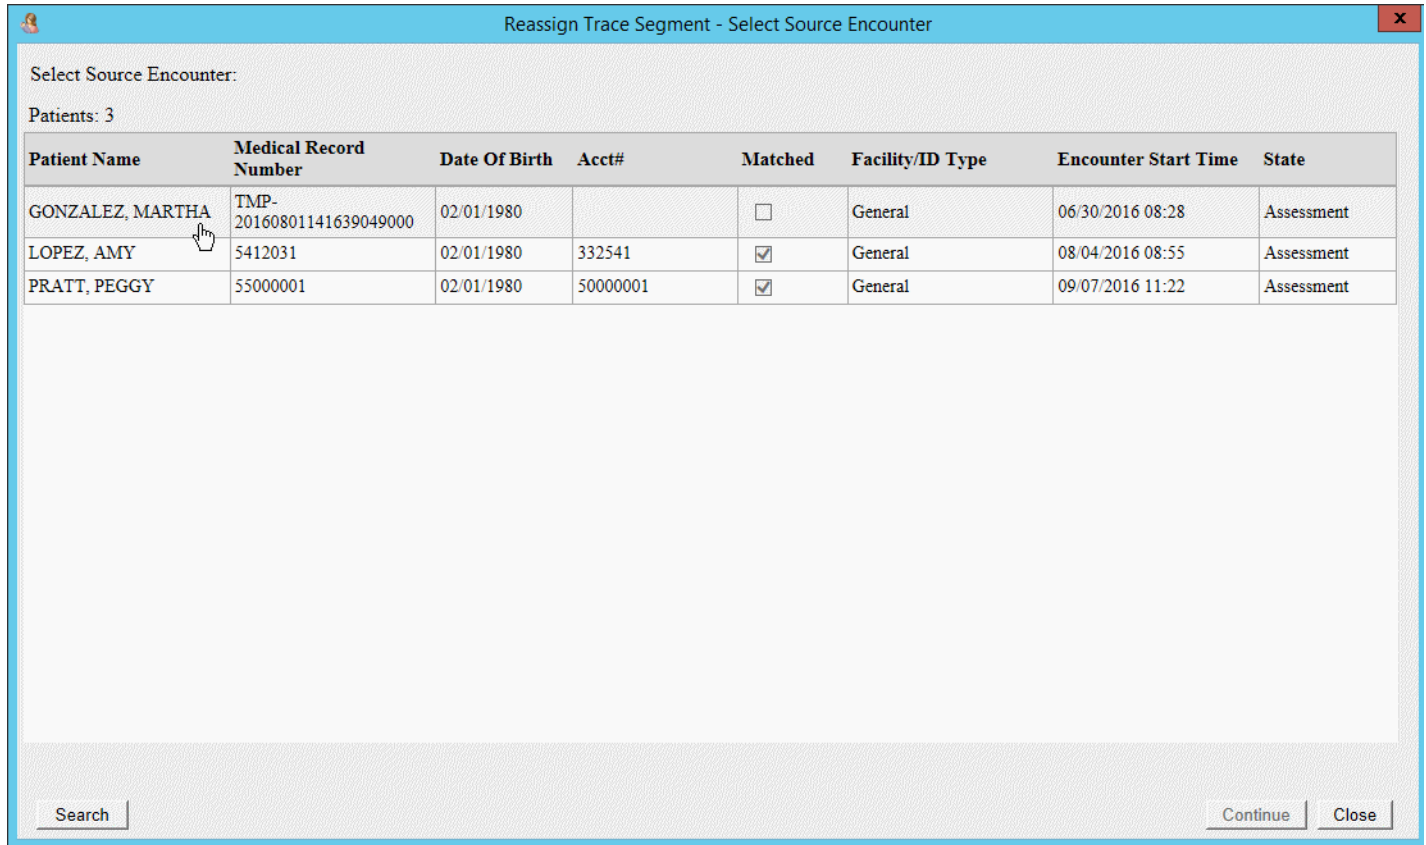 Reassign Trace Segment - Select Source Encounter
x
Select Source Encounter:
Patients: 3
Patient Name Medical Record Number Date Of Birth Acct# Matched Facility/ID Type Encounter Start Time State
GONZALEZ, MARTHA TMP-20160801141639049000 02/01/1980 General 06/30/2016 08:28 Assessment
LOPEZ, AMY 5412031 02/01/1980 332541 General 08/04/2016 08:55 Assessment
PRATT, PEGGY 55000001 02/01/1980 50000001 General 09/07/2016 11:22 Assessment
Search Continue Close